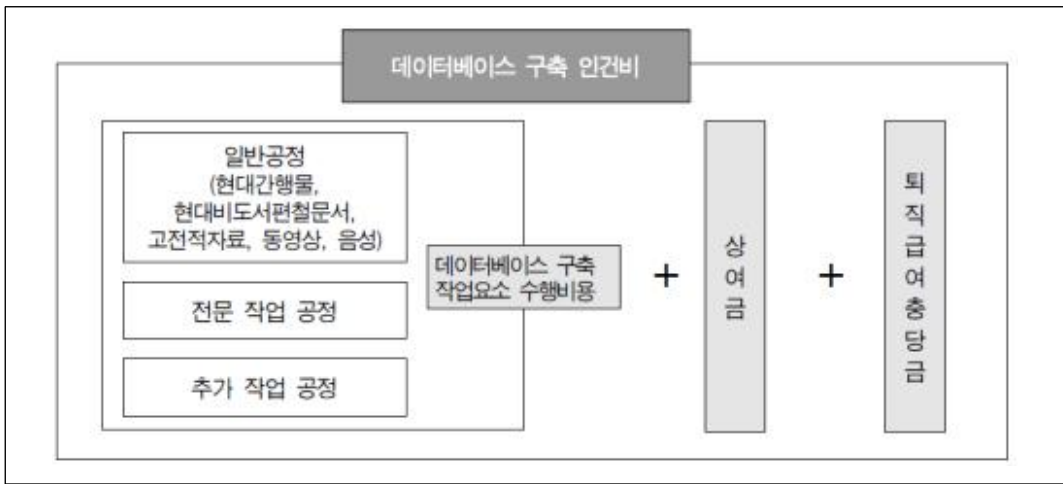 데이터베이스 구축 인건비
일반공정
(현대간행물,
현대비도서편철문서,
고전적자료, 동영상, 음성)
전문 작업 공정
추가 작업 공정
데이터베이스 구축
작업요소 수행비용
+
상여금
+
퇴직급여충당금